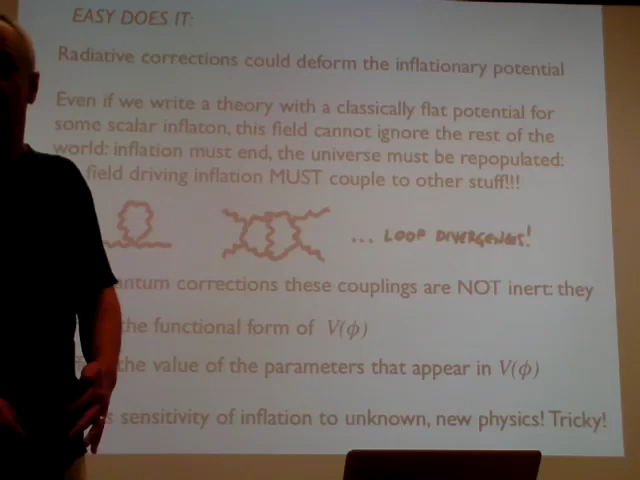 EASY DOES IT:
Radiative corrections could deform the inflationary potential
Even if we write a theory with a classically flat potential for
some scalar inflaton, this field cannot ignore the rest of the
world: inflation must end, the universe must be repopulated:
field driving inflation MUST couple to other stuff!!!
... LOOP DIVERGENCES!
antum corrections these couplings are NOT inert: they
the functional form of V(ϕ)
the value of the parameters that appear in V(ϕ)
s sensitivity of inflation to unknown, new physics! Tricky!